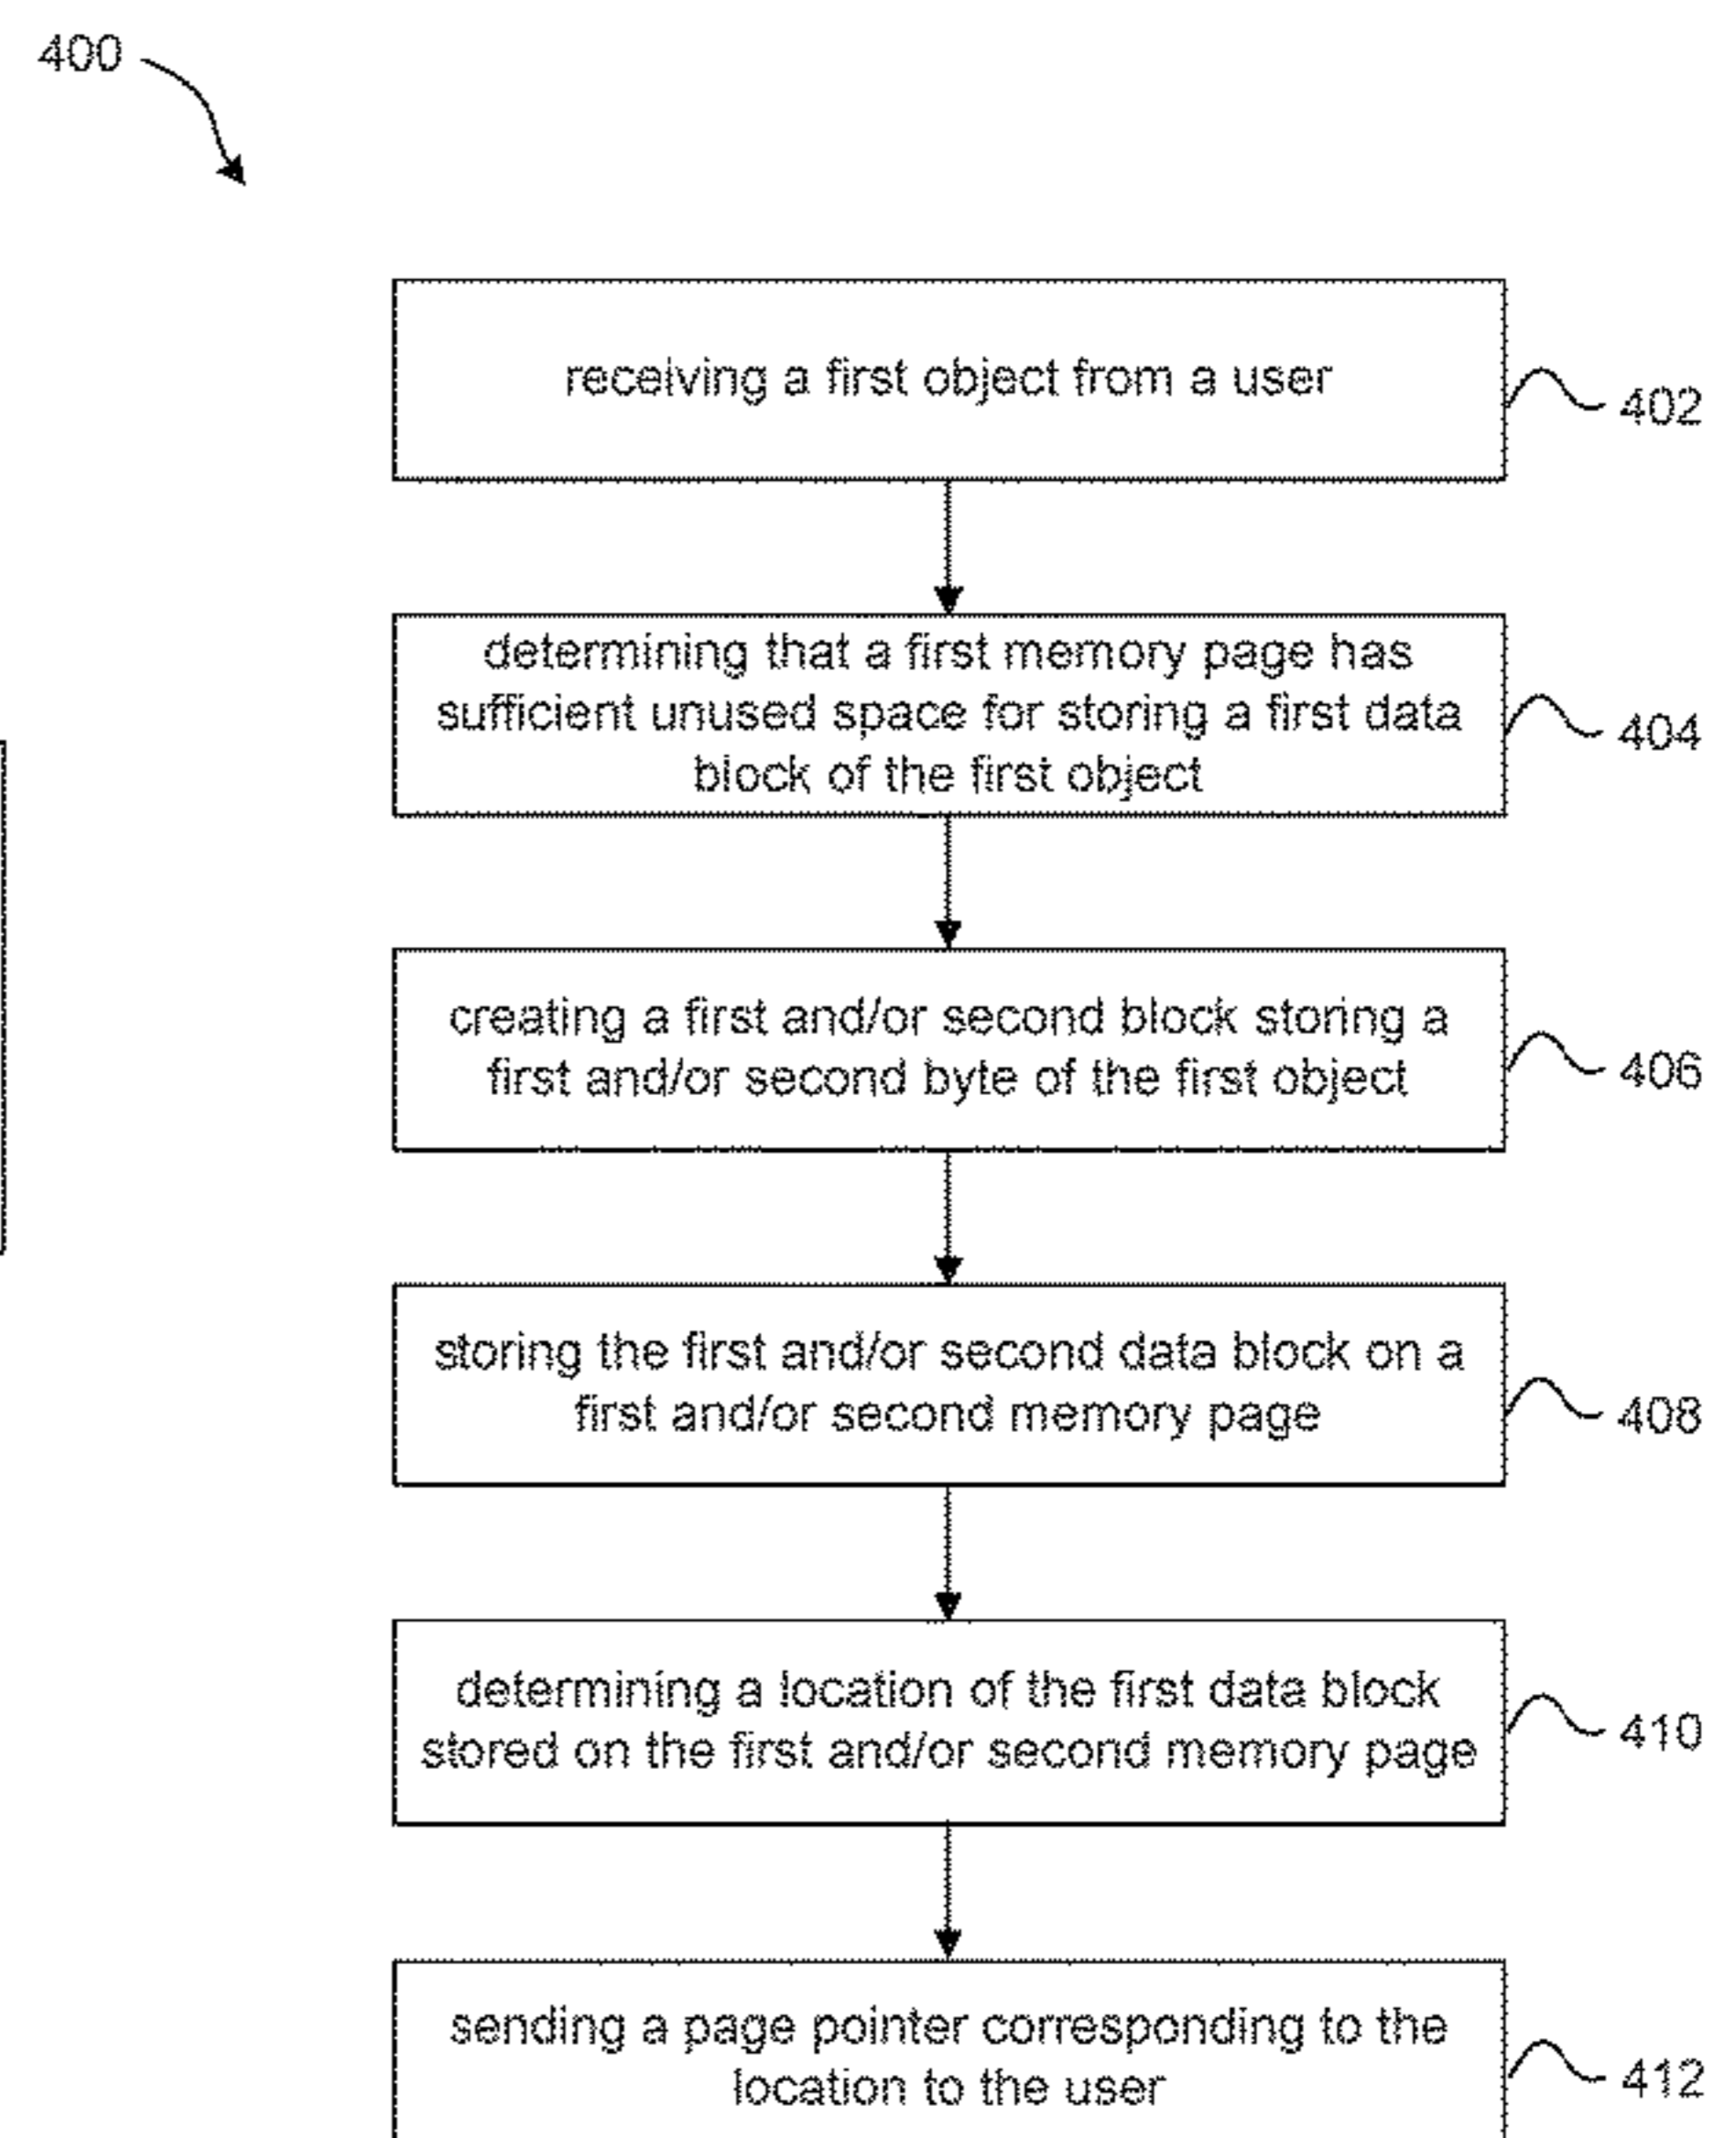 400
receiving a first object from a user
402
determining that a first memory page has
sufficient unused space for storing a first data
block of the first object
404
creating a first and/or second block storing a
first and/or second byte of the first object
406
storing the first and/or second data block on a
first and/or second memory page
408
determining a location of the first data block
stored on the first and/or second memory page
410
sending a page pointer corresponding to the
location to the user
412